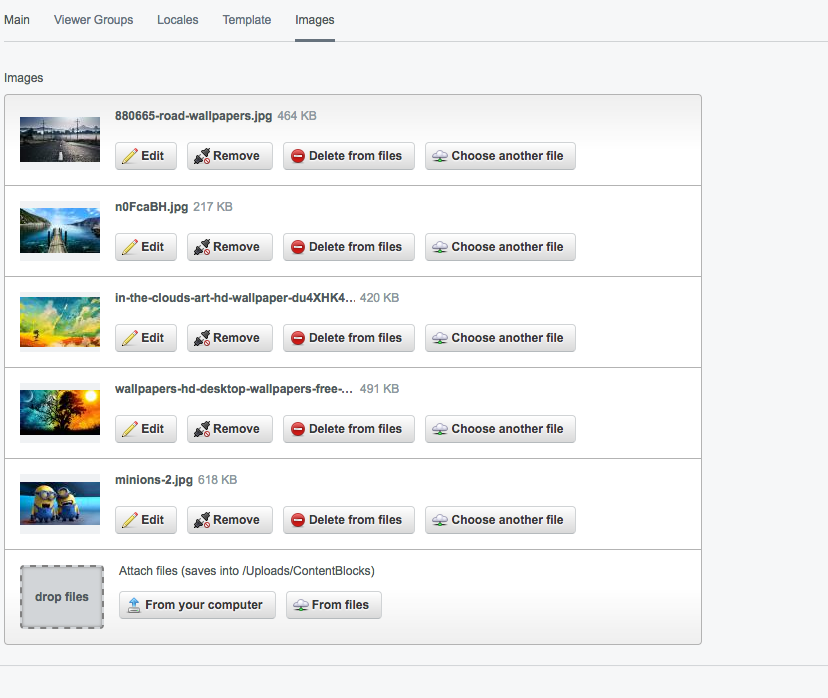 Main Viewer Groups Locales Template Images
Images
880665-road-wallpapers.jpg 464 KB
Edit Remove Delete from files Choose another file
n0FcaBH.jpg 217 KB
Edit Remove Delete from files Choose another file
in-the-clouds-art-hd-wallpaper-du4XHK4... 420 KB
Edit Remove Delete from files Choose another file
wallpapers-hd-desktop-wallpapers-free-... 491 KB
Edit Remove Delete from files Choose another file
minions-2.jpg 618 KB
Edit Remove Delete from files Choose another file
Attach files (saves into /Uploads/ContentBlocks)
drop files From your computer From files